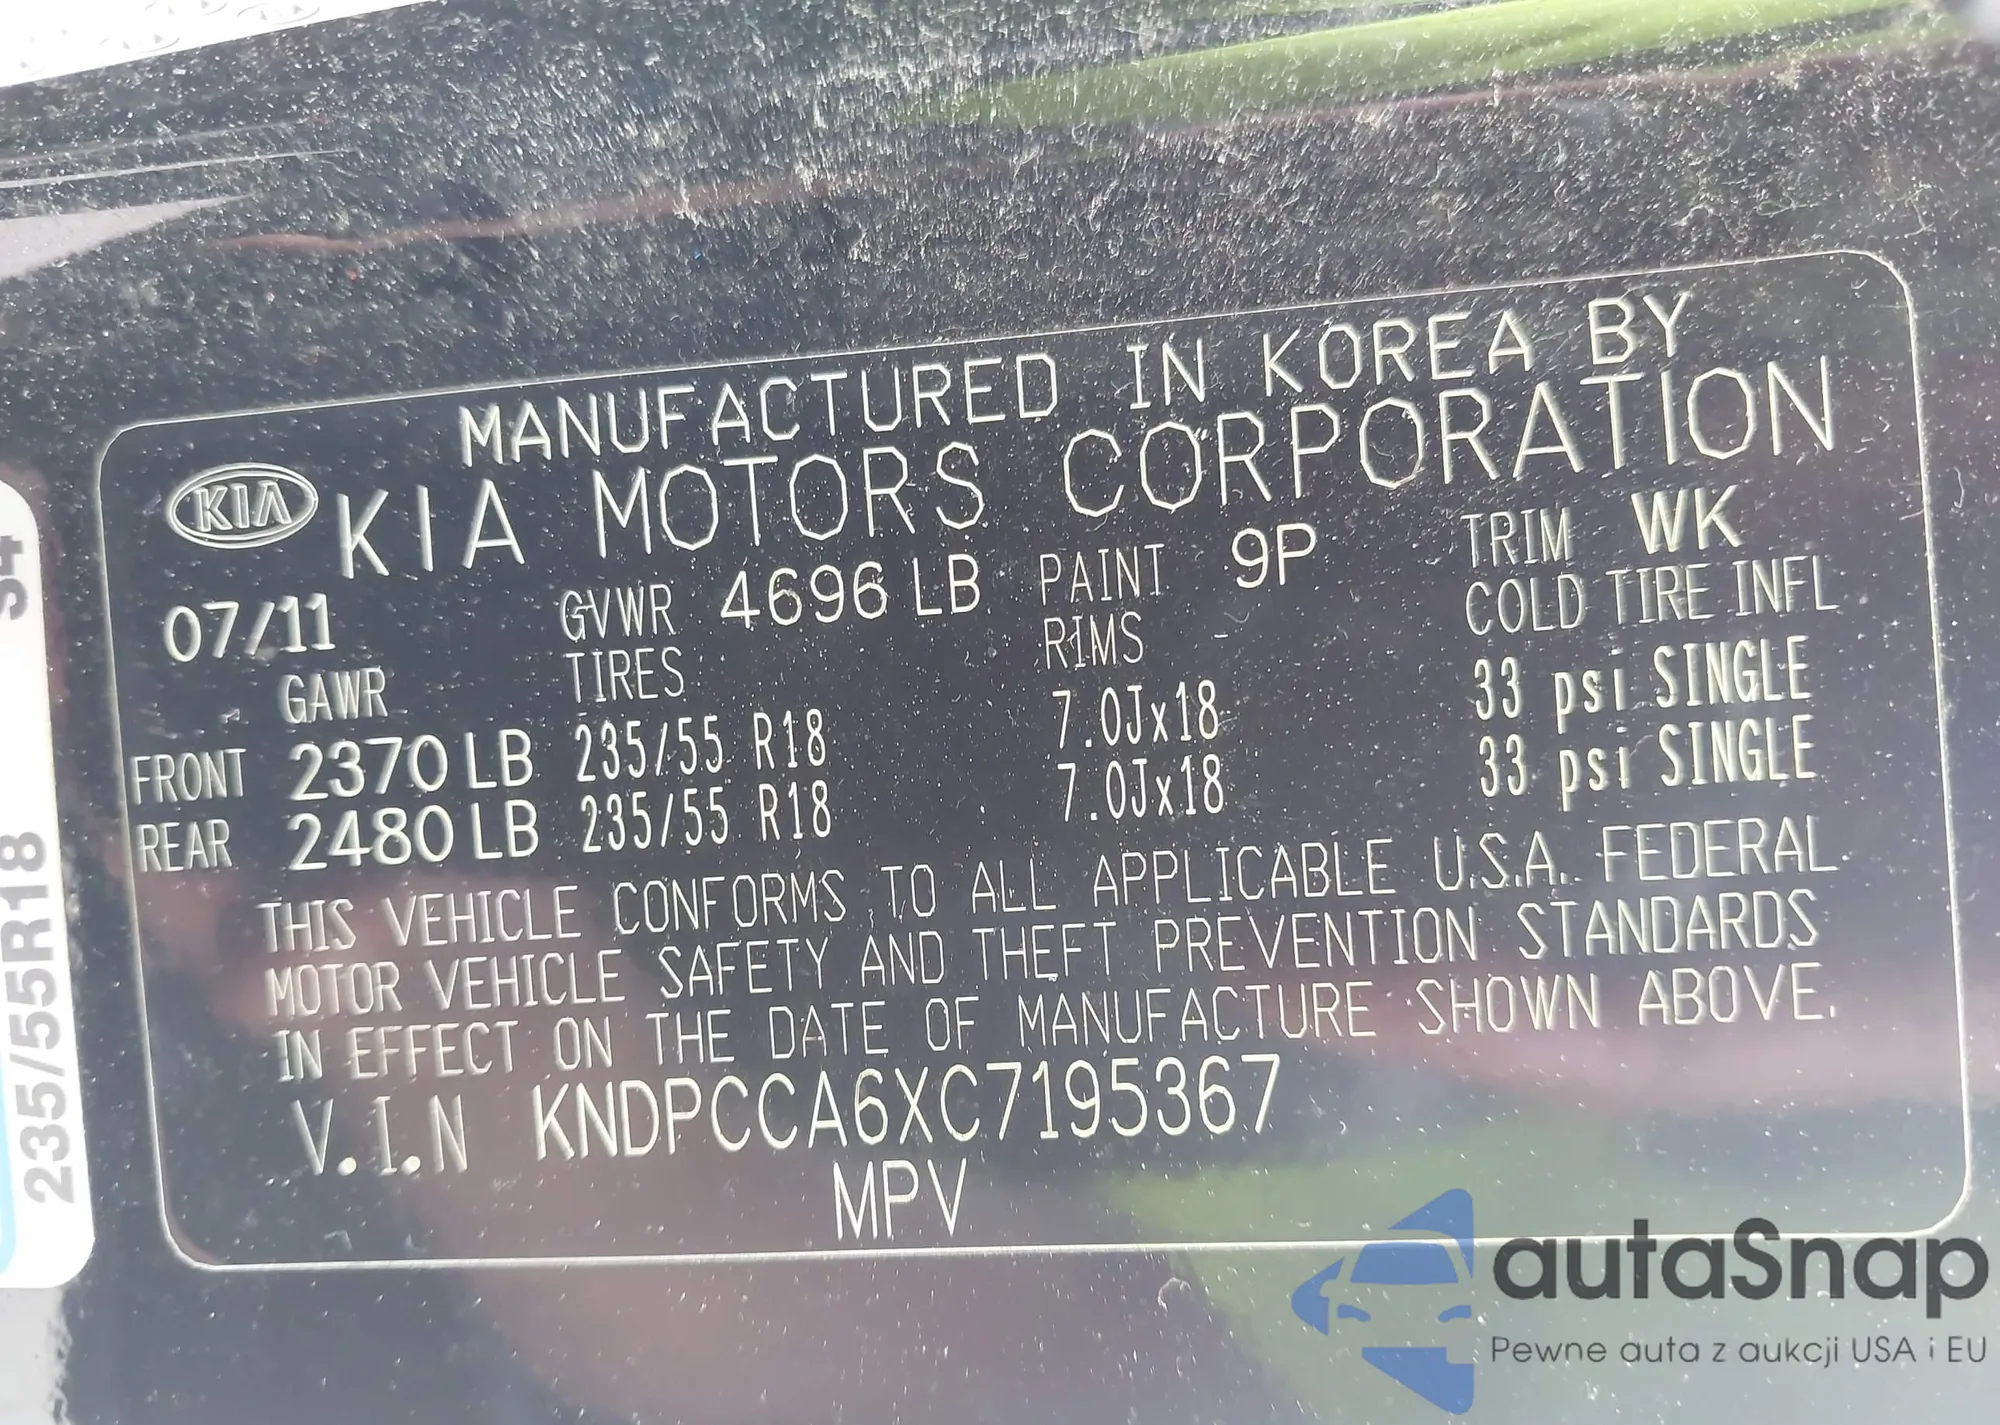 MANUFACTURED IN KOREA BY
KIA KIA MOTORS CORPORATION
07/11 GVWR 4696 LB PAINT 9P TRIM WK
GAWR TIRES RIMS COLD TIRE INFL
FRONT 2370 LB 235/55 R18 7.0Jx18 33 psi SINGLE
REAR 2480 LB 235/55 R18 7.0Jx18 33 psi SINGLE
THIS VEHICLE CONFORMS TO ALL APPLICABLE U.S.A. FEDERAL
MOTOR VEHICLE SAFETY AND THEFT PREVENTION STANDARDS
IN EFFECT ON THE DATE OF MANUFACTURE SHOWN ABOVE.
V.I.N KNDPCCA6XC7195367
MPV
235/55R18
autaSnap
Pewne auta z aukcji USA i EU